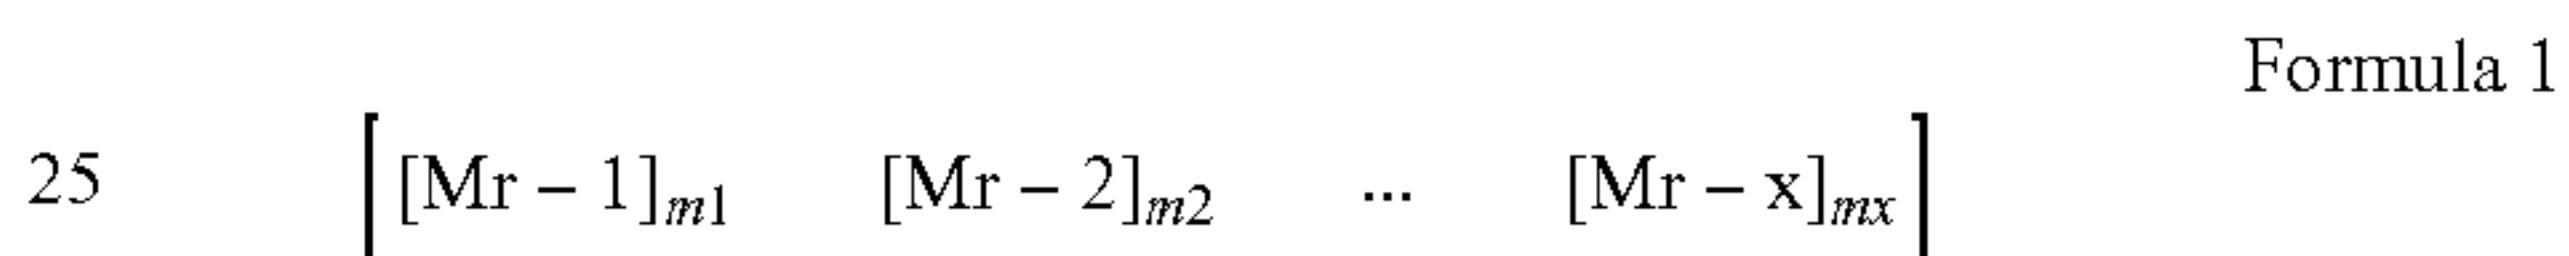 Formula 1
25 [ [Mr – 1]m1 [Mr – 2]m2 ... [Mr – x]mx ]